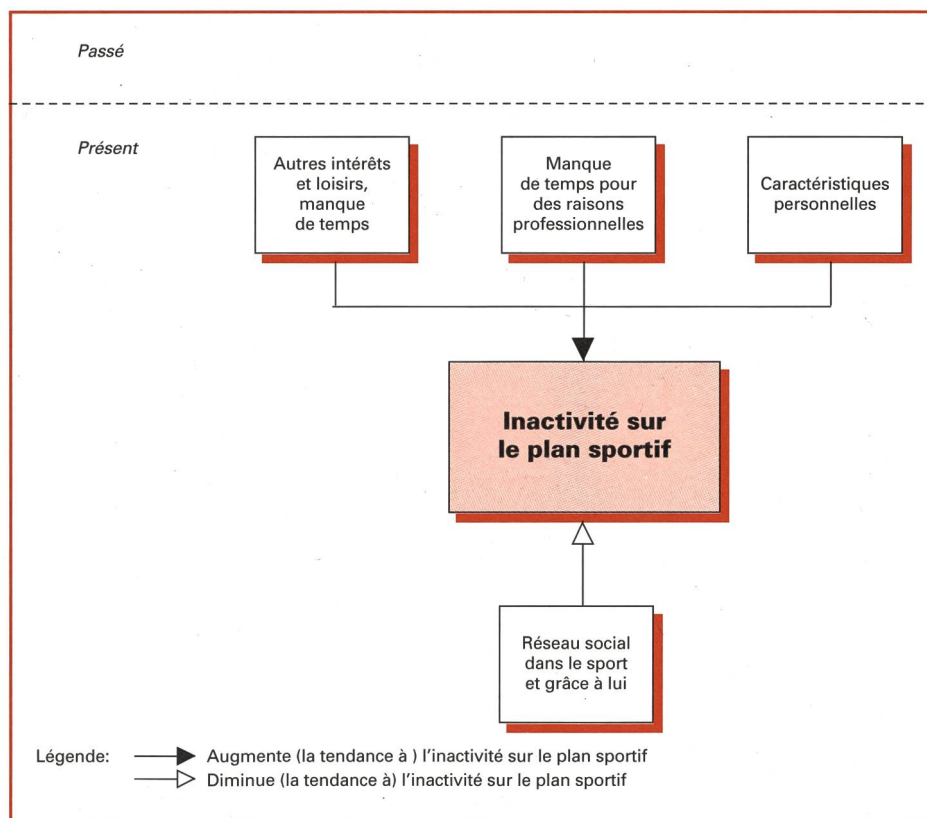 Passé
Présent
Autres intérêts
et loisirs,
manque
de temps
Manque
de temps pour
des raisons
professionnelles
Caractéristiques
personnelles
Inactivité sur
le plan sportif
Réseau social
dans le sport
et grâce à lui
Légende:
Augmente (la tendance à ) l'inactivité sur le plan sportif
Diminue (la tendance à) l'inactivité sur le plan sportif